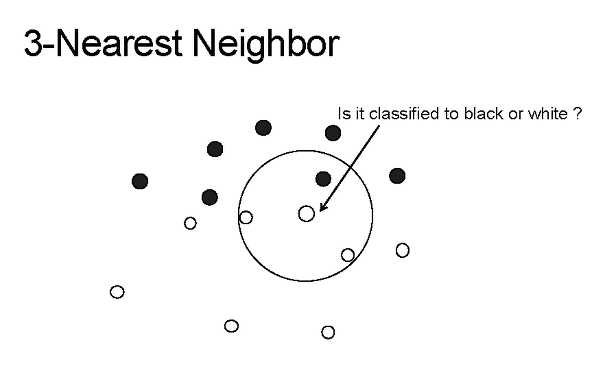 3-Nearest Neighbor
Is it classified to black or white ?